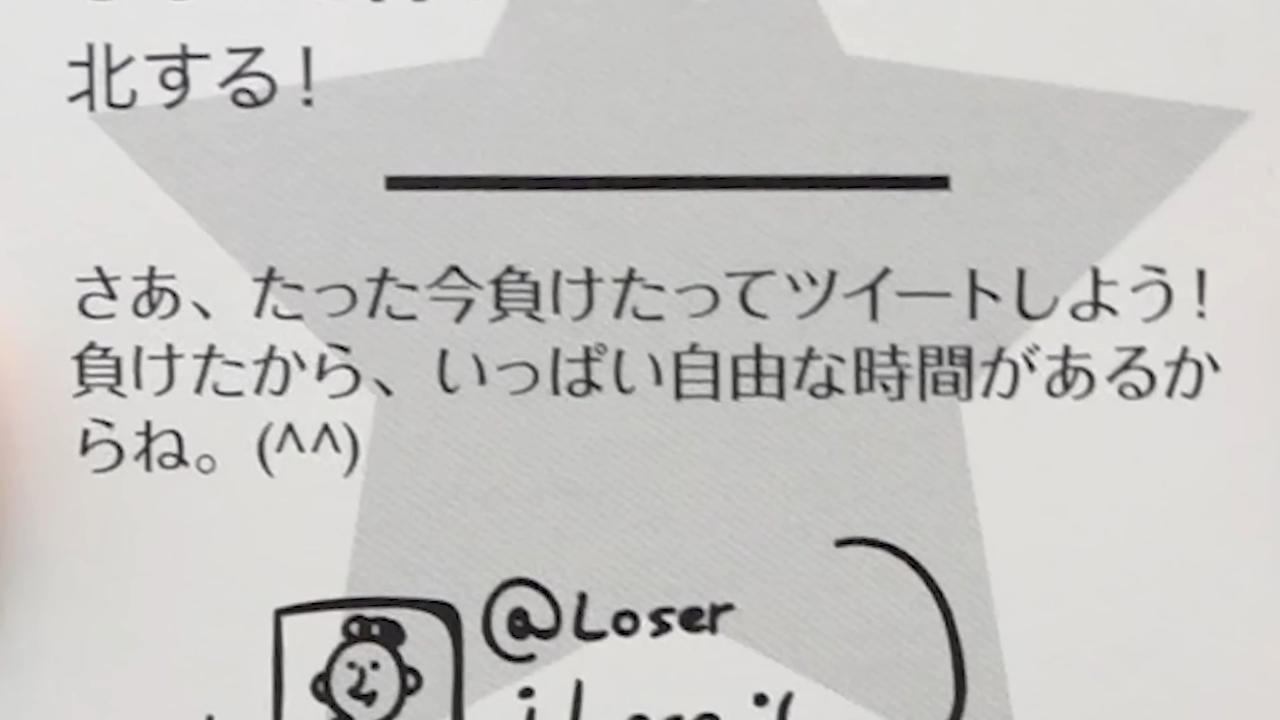 北する!
さあ、たった今負けたってツイートしよう!
負けたから、いっぱい自由な時間があるか
らね。(^^)
@Loser